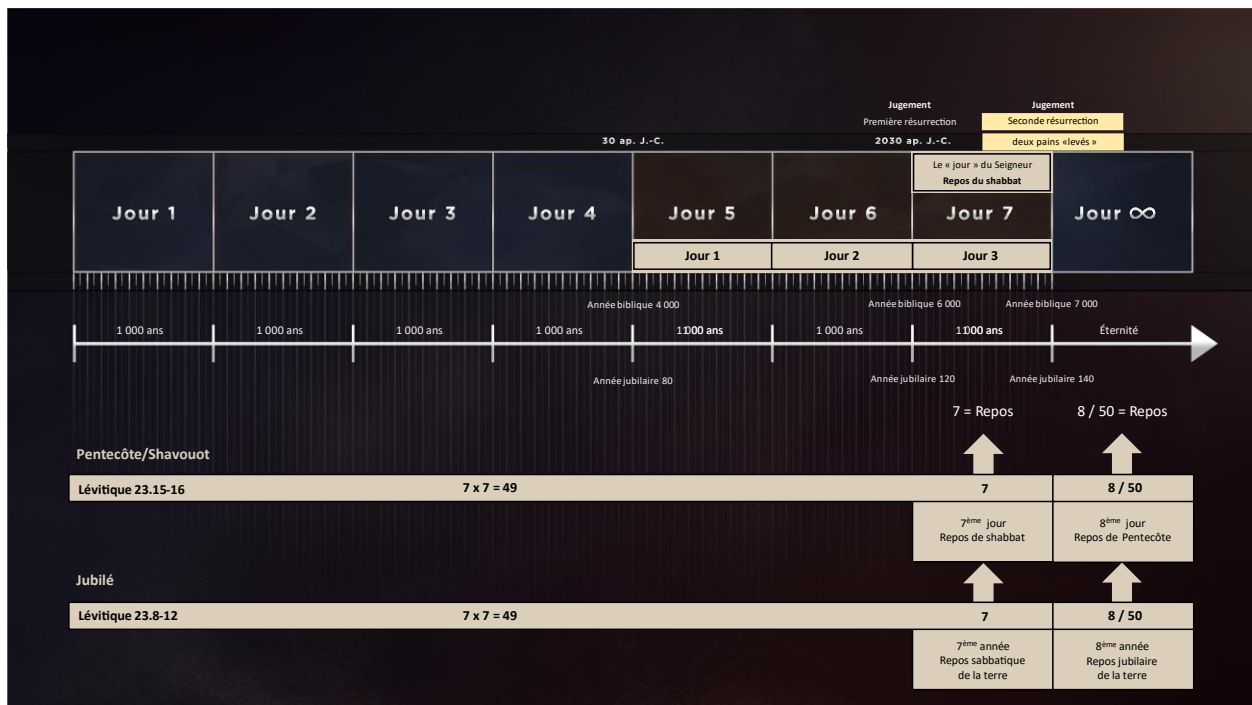 Jugement
Jugement
Première résurrection
Seconde résurrection
30 ap. J.-C.
2030 ap. J.-C.
deux pains «levés »
Le « jour » du Seigneur
Repos du shabbat
Jour 1
Jour 2
Jour 3
Jour 4
Jour 5
Jour 6
Jour 7
Jour ∞
Jour 1
Jour 2
Jour 3
Année biblique 4 000
Année biblique 6 000
Année biblique 7 000
1 000 ans
1 000 ans
1 000 ans
1 000 ans
1 000 ans
1 000 ans
1 000 ans
Éternité
Année jubilaire 80
Année jubilaire 120
Année jubilaire 140
7 = Repos
8 / 50 = Repos
Pentecôte/Shavouot
Lévitique 23.15-16
7 x 7 = 49
7
8 / 50
7ème jour
Repos de shabbat
8ème jour
Repos de Pentecôte
Jubilé
Lévitique 23.8-12
7 x 7 = 49
7
8 / 50
7ème année
Repos sabbatique
de la terre
8ème année
Repos jubilaire
de la terre